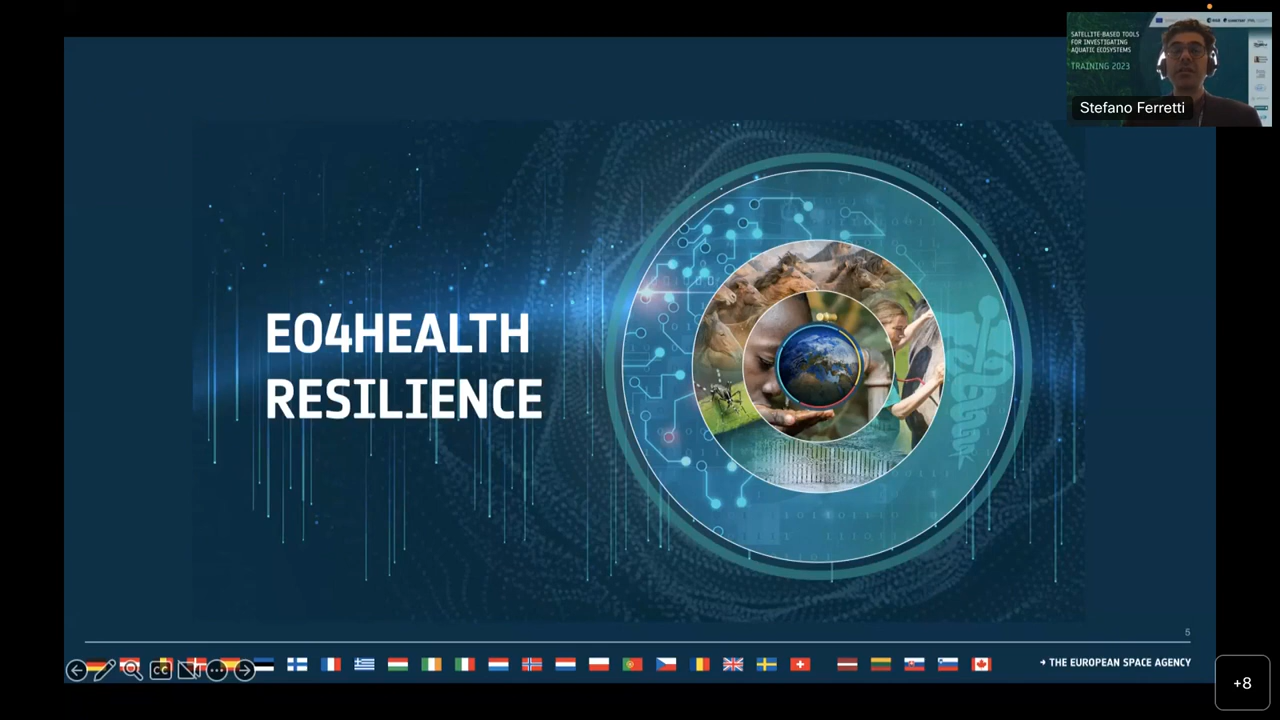 SATELLITE-BASED TOOLS
FOR INVESTIGATING
AQUATIC ECOSYSTEMS
TRAINING 2023
Stefano Ferretti
EO4HEALTH
RESILIENCE
5
CC
→ THE EUROPEAN SPACE AGENCY
+8